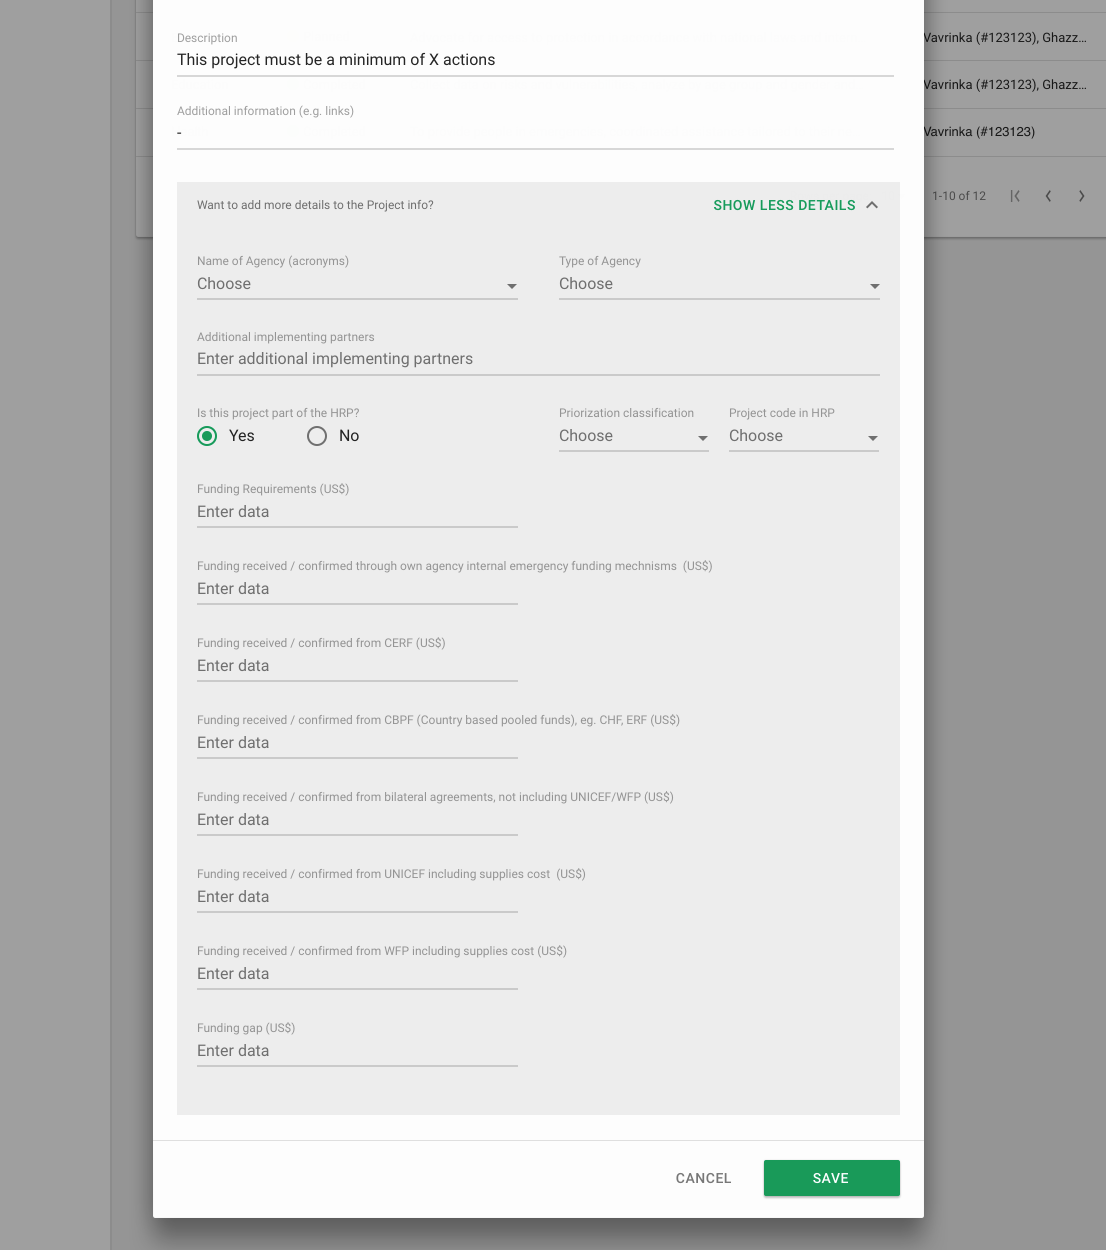 Description
This project must be a minimum of X actions
Additional information (e.g. links)
-
Want to add more details to the Project info?
SHOW LESS DETAILS
Name of Agency (acronyms)
Type of Agency
Choose
Choose
Additional implementing partners
Enter additional implementing partners
Is this project part of the HRP?
Priorization classification
Project code in HRP
Yes
No
Choose
Choose
Funding Requirements (US$)
Enter data
Funding received / confirmed through own agency internal emergency funding mechnisms (US$)
Enter data
Funding received / confirmed from CERF (US$)
Enter data
Funding received / confirmed from CBPF (Country based pooled funds), eg. CHF, ERF (US$)
Enter data
Funding received / confirmed from bilateral agreements, not including UNICEF/WFP (US$)
Enter data
Funding received / confirmed from UNICEF including supplies cost (US$)
Enter data
Funding received / confirmed from WFP including supplies cost (US$)
Enter data
Funding gap (US$)
Enter data
CANCEL
SAVE
Vavrinka (#123123), Ghazz...
Vavrinka (#123123), Ghazz...
Vavrinka (#123123)
1-10 of 12